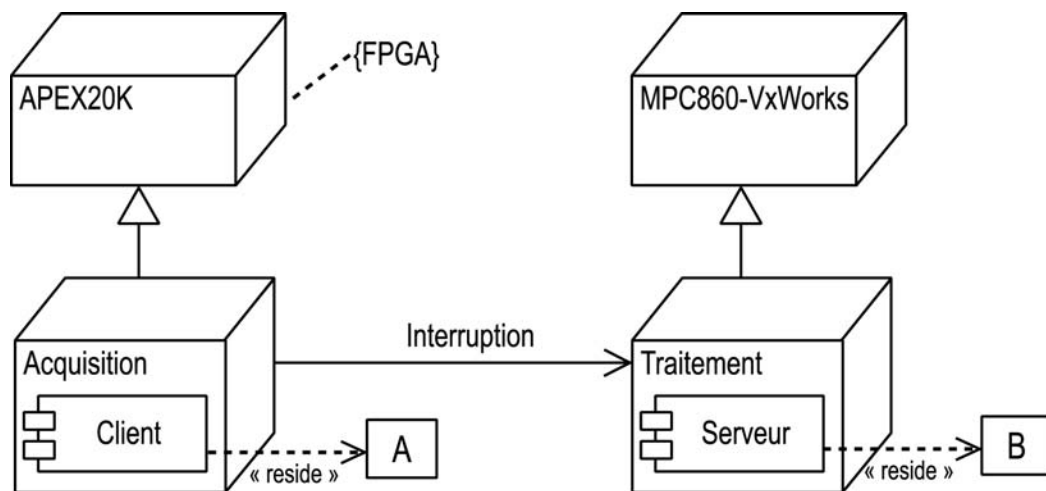 APEX20K
{FPGA}
MPC860-VxWorks
Acquisition
Client
A
« reside »
Interruption
Traitement
Serveur
B
« reside »